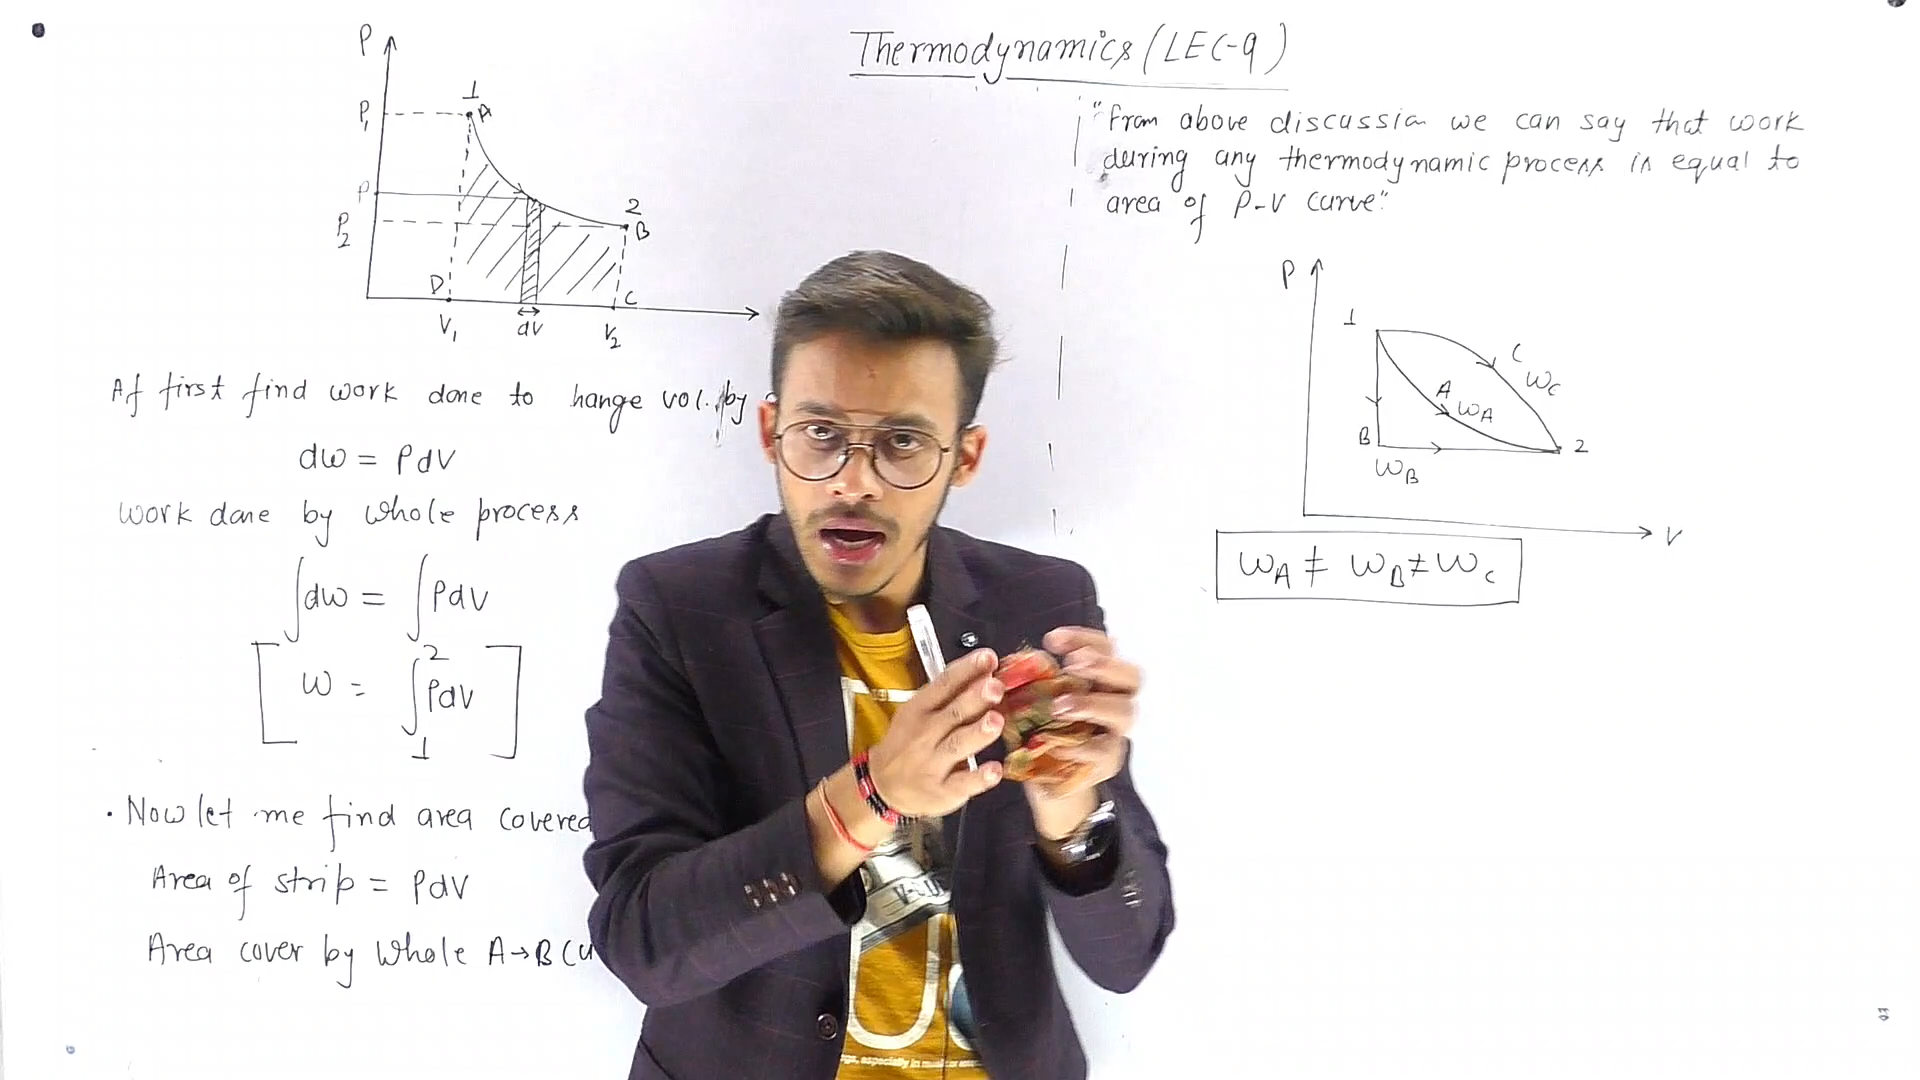 Thermodynamics (LEC-9)
P
1
A
P1
P
P2
2
B
D
C
V1
dV
V2
At first find work done to hange vol. by
dw = PdV
work done by whole process
∫dw = ∫PdV
[ w = ∫₁² PdV ]
. Now let me find area covered
Area of strip = PdV
Area cover by whole A→B (u
"from above discussion we can say that work
during any thermodynamic process is equal to
area of P-V curve"
P
1
C
wC
A
wA
B
2
wB
V
wA ≠ wB ≠ wc